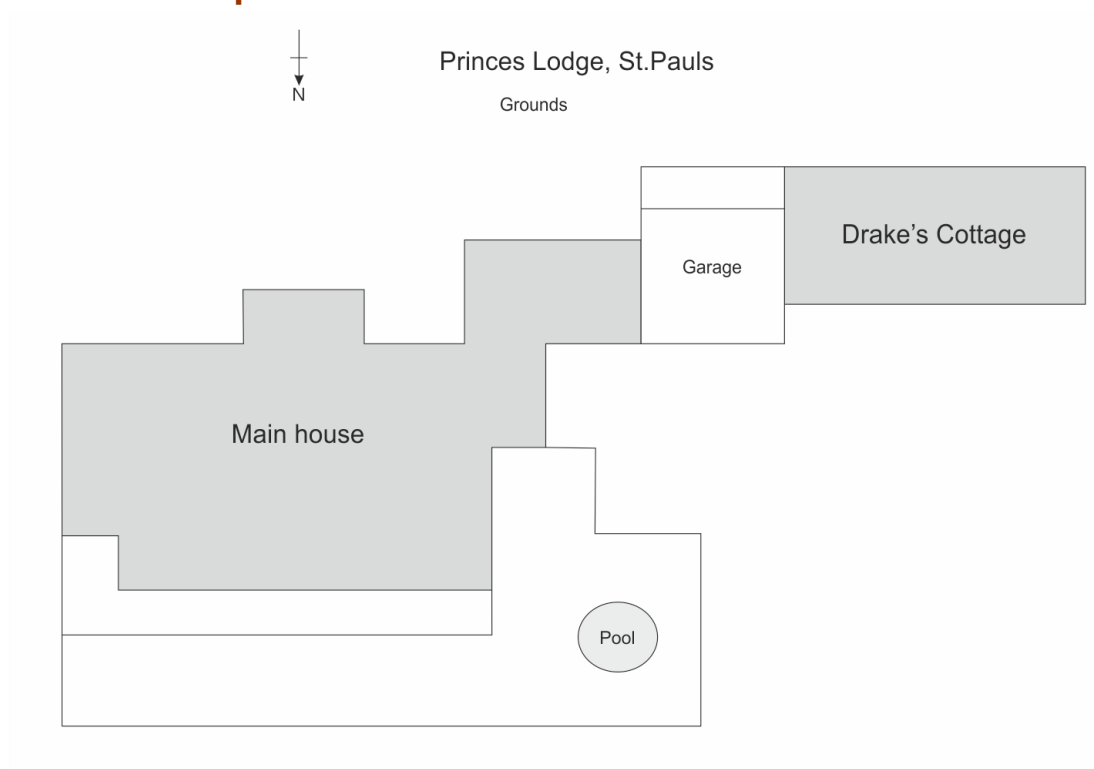 Princes Lodge, St.Pauls
N
Grounds
Drake’s Cottage
Garage
Main house
Pool